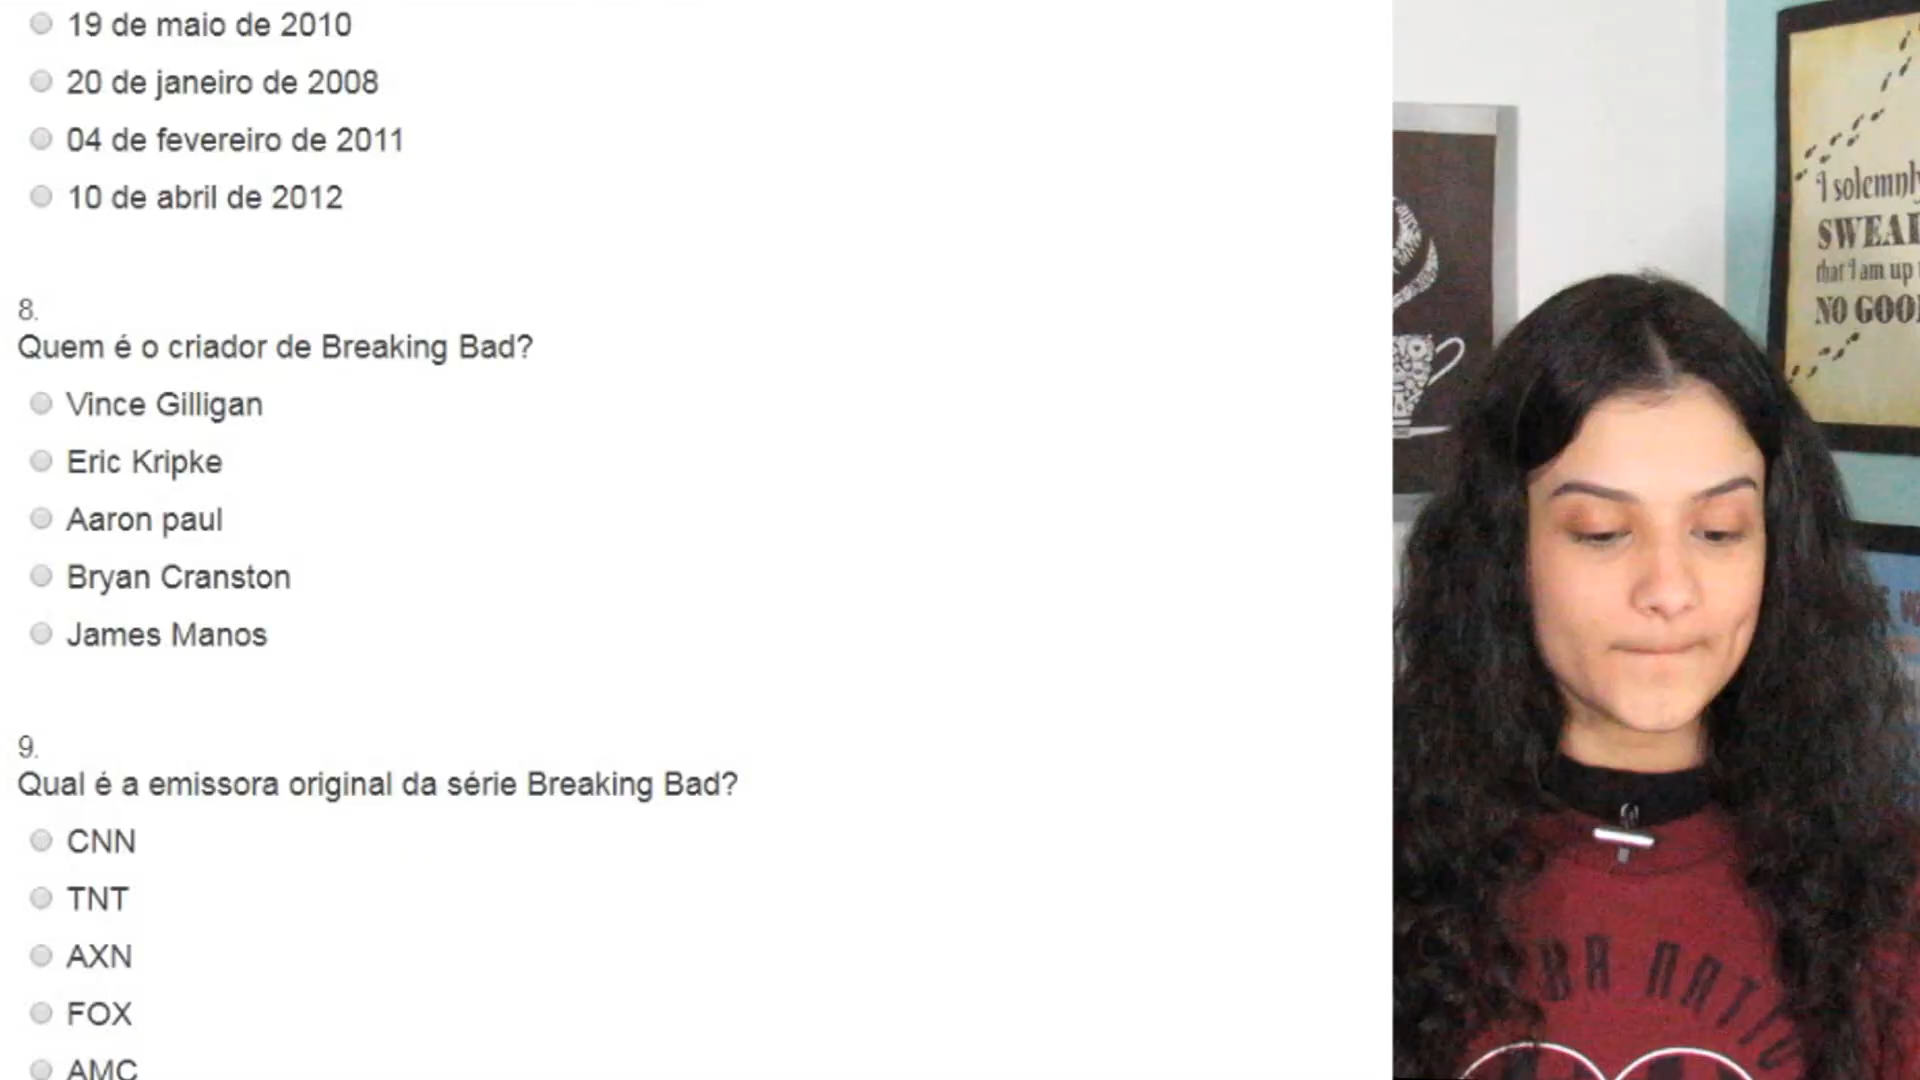 19 de maio de 2010
20 de janeiro de 2008
04 de fevereiro de 2011
10 de abril de 2012
8.
Quem é o criador de Breaking Bad?
Vince Gilligan
Eric Kripke
Aaron paul
Bryan Cranston
James Manos
9.
Qual é a emissora original da série Breaking Bad?
CNN
TNT
AXN
FOX
AMC
I solemnly
SWEAR
that I am up
NO GOO